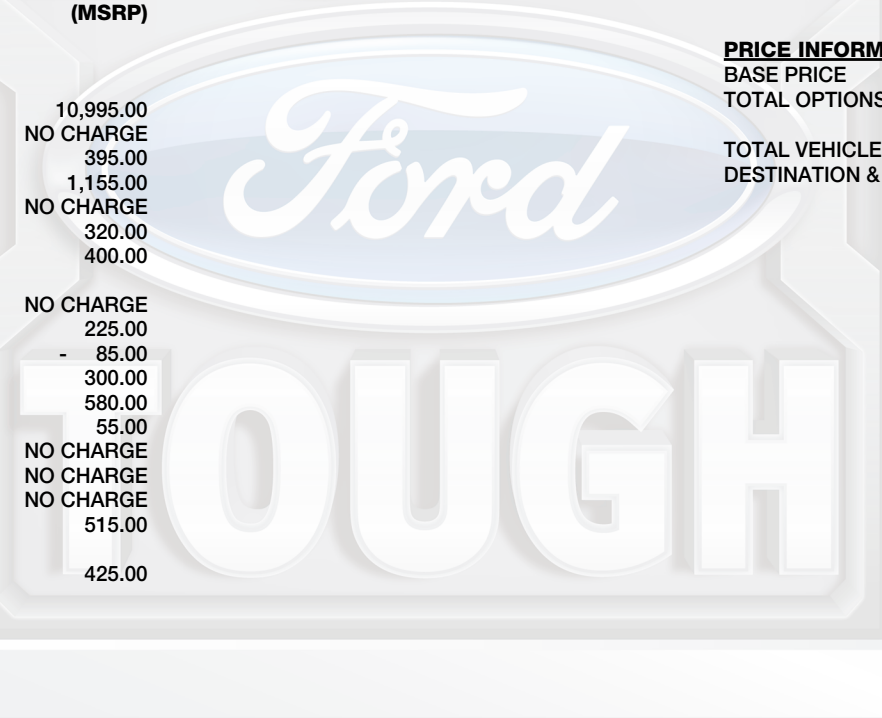 (MSRP)
10,995.00
NO CHARGE
395.00
1,155.00
NO CHARGE
320.00
400.00
NO CHARGE
225.00
- 85.00
300.00
580.00
55.00
NO CHARGE
NO CHARGE
NO CHARGE
515.00
425.00
PRICE INFORM
BASE PRICE
TOTAL OPTIONS
TOTAL VEHICLE
DESTINATION &
Ford
TOUGH